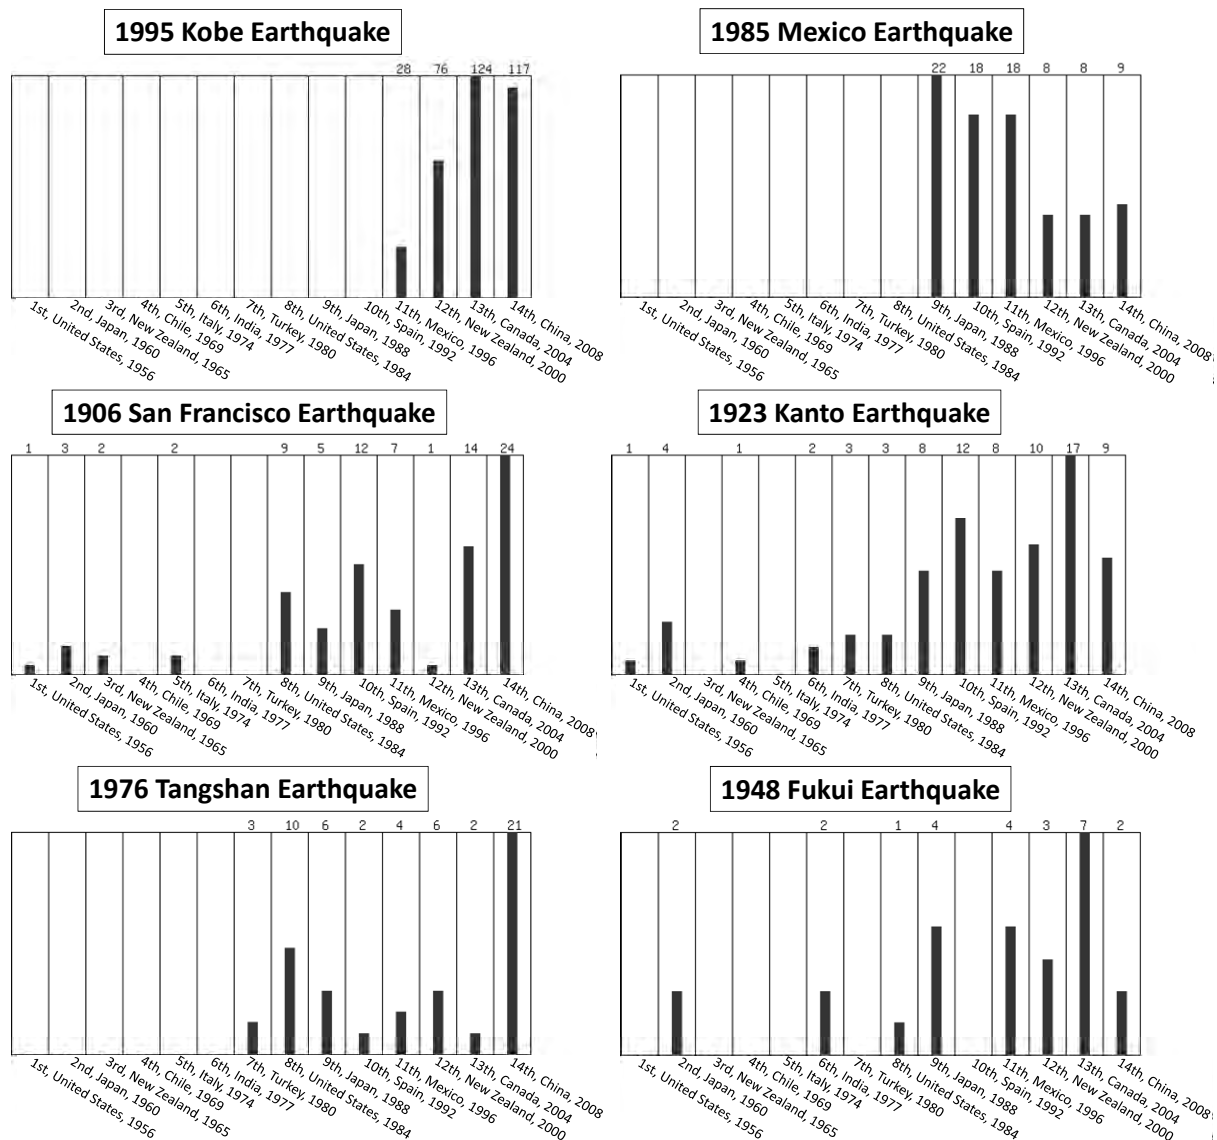 1995 Kobe Earthquake
28 76 124 117
1st, United States, 1956
2nd, Japan, 1960
3rd, New Zealand, 1965
4th, Chile, 1969
5th, Italy, 1974
6th, India, 1977
7th, Turkey, 1980
8th, United States, 1984
9th, Japan, 1988
10th, Spain, 1992
11th, Mexico, 1996
12th, New Zealand, 2000
13th, Canada, 2004
14th, China, 2008
1985 Mexico Earthquake
22 18 18 8 8 9
1st, United States, 1956
2nd, Japan, 1960
3rd, New Zealand, 1965
4th, Chile, 1969
5th, Italy, 1974
6th, India, 1977
7th, Turkey, 1980
8th, United States, 1984
9th, Japan, 1988
10th, Spain, 1992
11th, Mexico, 1996
12th, New Zealand, 2000
13th, Canada, 2004
14th, China, 2008
1906 San Francisco Earthquake
1 3 2 2 9 5 12 7 1 14 24
1st, United States, 1956
2nd, Japan, 1960
3rd, New Zealand, 1965
4th, Chile, 1969
5th, Italy, 1974
6th, India, 1977
7th, Turkey, 1980
8th, United States, 1984
9th, Japan, 1988
10th, Spain, 1992
11th, Mexico, 1996
12th, New Zealand, 2000
13th, Canada, 2004
14th, China, 2008
1923 Kanto Earthquake
1 4 1 2 3 3 8 12 8 10 17 9
1st, United States, 1956
2nd, Japan, 1960
3rd, New Zealand, 1965
4th, Chile, 1969
5th, Italy, 1974
6th, India, 1977
7th, Turkey, 1980
8th, United States, 1984
9th, Japan, 1988
10th, Spain, 1992
11th, Mexico, 1996
12th, New Zealand, 2000
13th, Canada, 2004
14th, China, 2008
1976 Tangshan Earthquake
3 10 6 2 4 6 2 21
1st, United States, 1956
2nd, Japan, 1960
3rd, New Zealand, 1965
4th, Chile, 1969
5th, Italy, 1974
6th, India, 1977
7th, Turkey, 1980
8th, United States, 1984
9th, Japan, 1988
10th, Spain, 1992
11th, Mexico, 1996
12th, New Zealand, 2000
13th, Canada, 2004
14th, China, 2008
1948 Fukui Earthquake
2 2 1 4 4 3 7 2
1st, United States, 1956
2nd, Japan, 1960
3rd, New Zealand, 1965
4th, Chile, 1969
5th, Italy, 1974
6th, India, 1977
7th, Turkey, 1980
8th, United States, 1984
9th, Japan, 1988
10th, Spain, 1992
11th, Mexico, 1996
12th, New Zealand, 2000
13th, Canada, 2004
14th, China, 2008